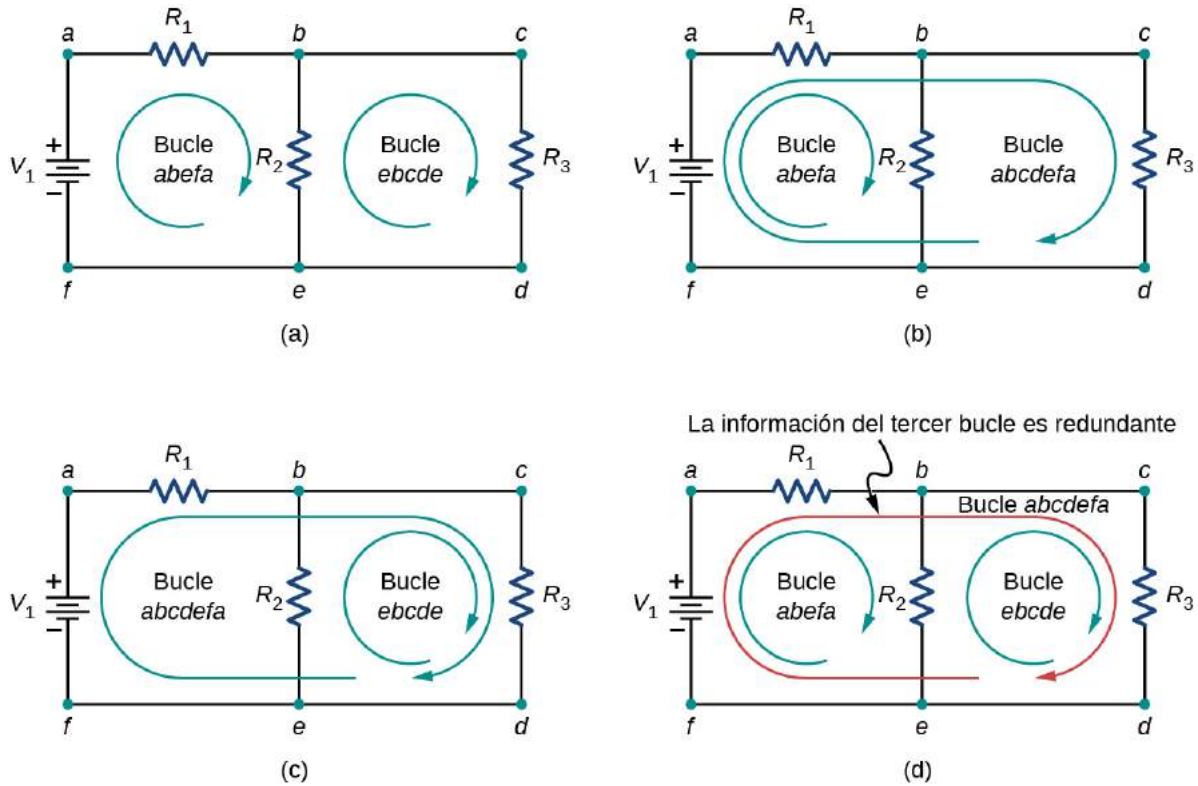 a R1 b c
V1 + − Bucle abefa R2 Bucle ebcde R3
f e d
(a)
a R1 b c
V1 + − Bucle abefa R2 Bucle abcdefa R3
f e d
(b)
a R1 b c
V1 + − Bucle abcdefa R2 Bucle ebcde R3
f e d
(c)
La información del tercer bucle es redundante
a R1 b c
Bucle abcdefa
V1 + − Bucle abefa R2 Bucle ebcde R3
f e d
(d)